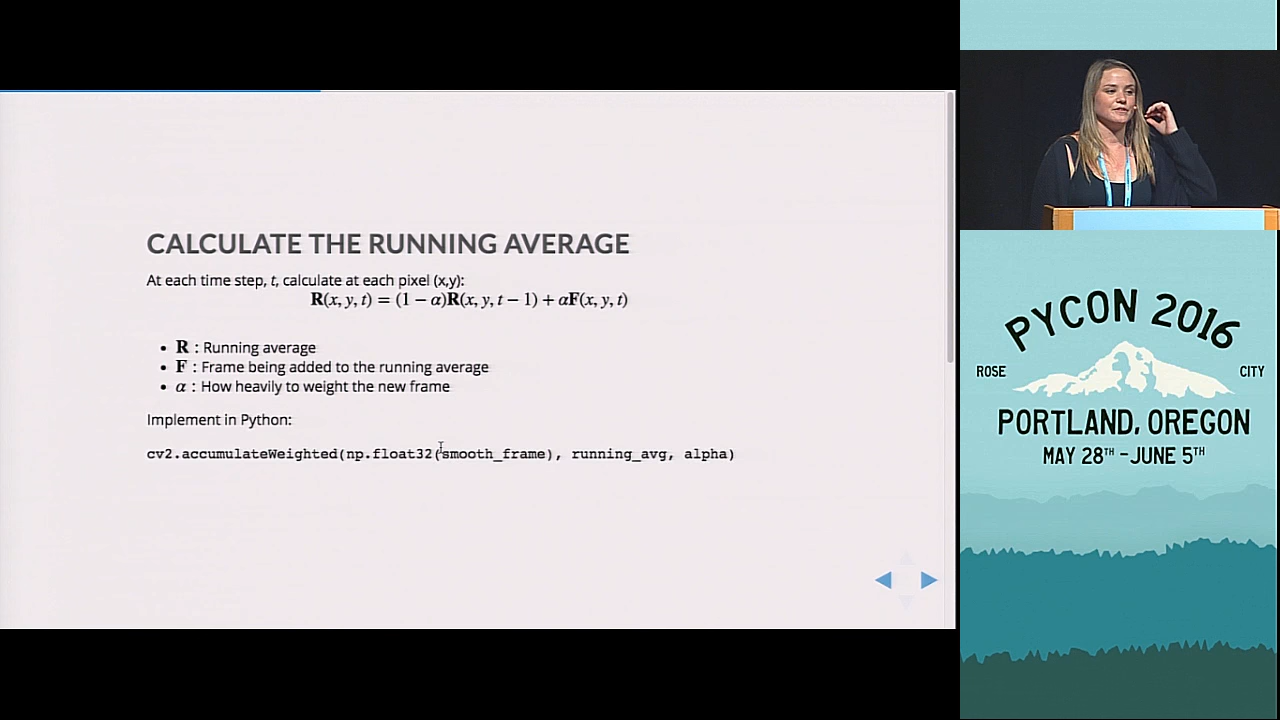 CALCULATE THE RUNNING AVERAGE
At each time step, t, calculate at each pixel (x,y):
R(x, y, t) = (1 − α)R(x, y, t − 1) + αF(x, y, t)
• R : Running average
• F : Frame being added to the running average
• α : How heavily to weight the new frame
Implement in Python:
cv2.accumulateWeighted(np.float32(smooth_frame), running_avg, alpha)
PYCON 2016
ROSE CITY
PORTLAND, OREGON
MAY 28TH - JUNE 5TH